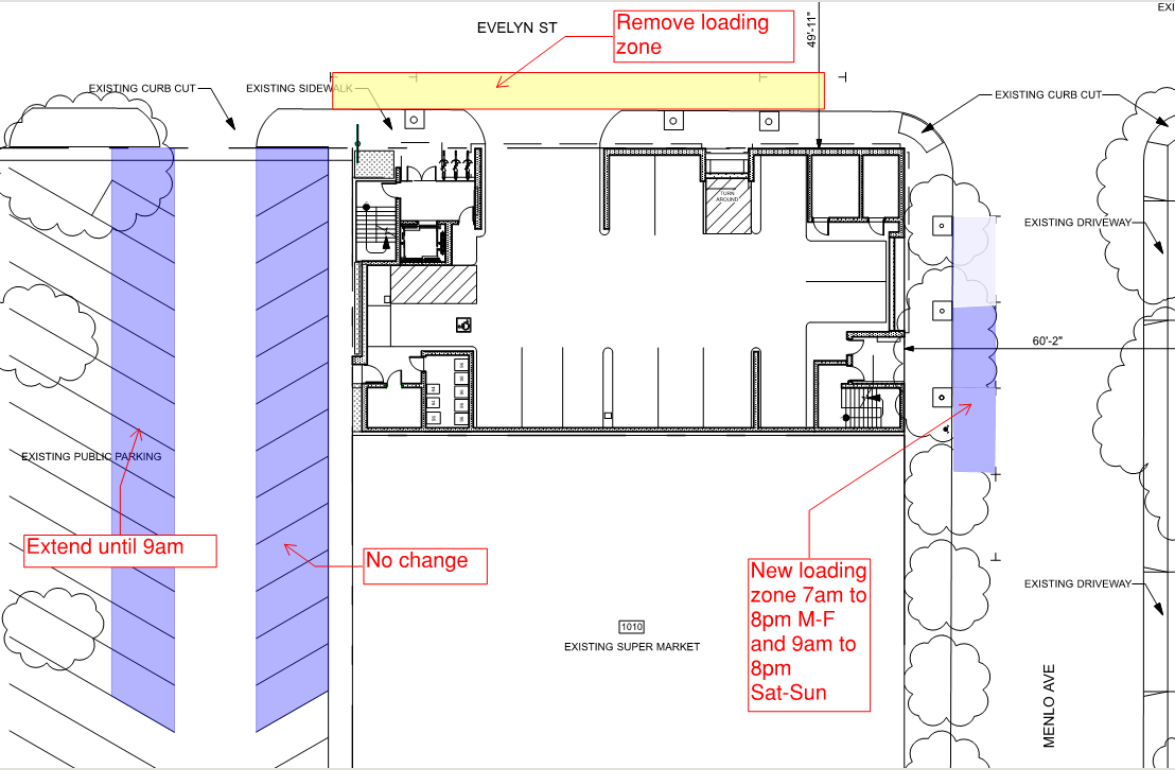 EVELYN ST
Remove loading
zone
49'-11"
EXI
EXISTING CURB CUT
EXISTING SIDEWALK
EXISTING CURB CUT
TURN
AROUND
EXISTING DRIVEWAY
60'-2"
EXISTING PUBLIC PARKING
Extend until 9am
No change
New loading
zone 7am to
8pm M-F
and 9am to
8pm
Sat-Sun
1010
EXISTING SUPER MARKET
EXISTING DRIVEWAY
MENLO AVE